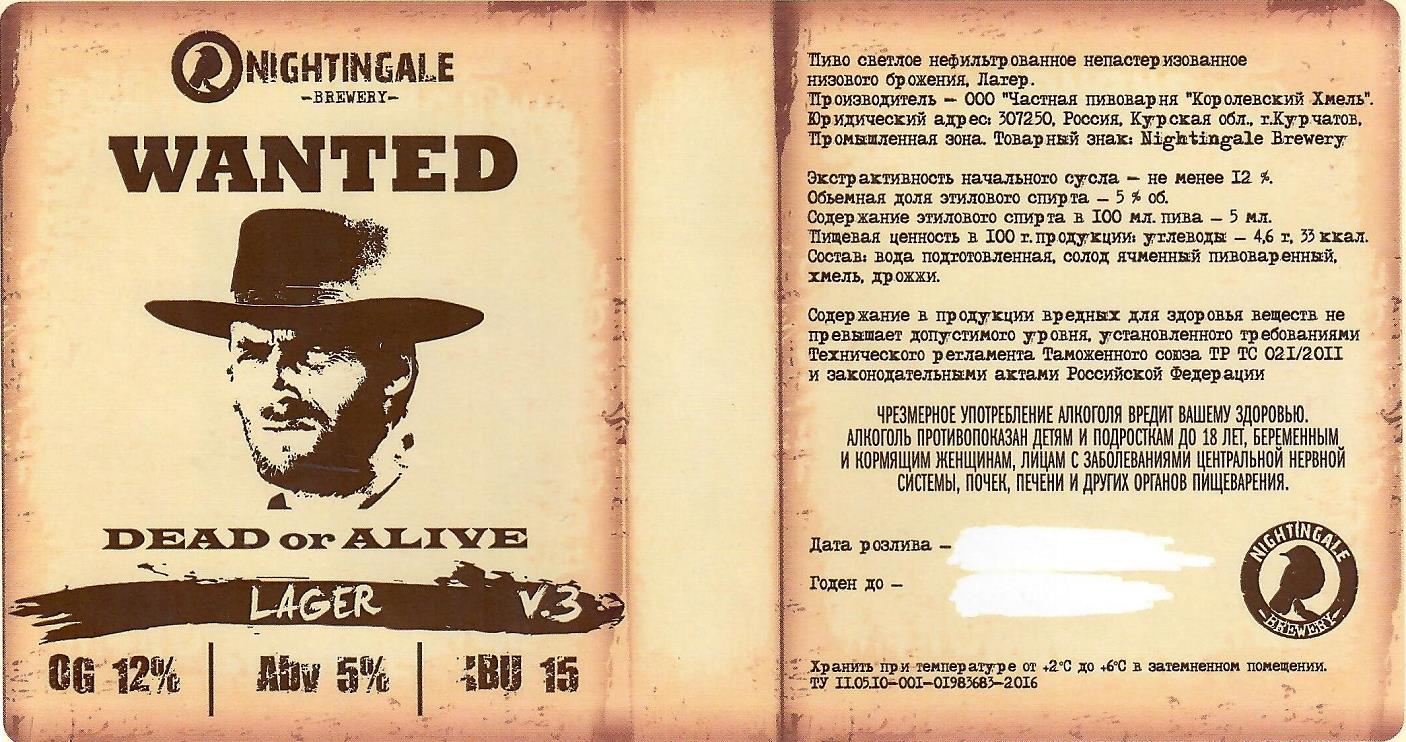 NIGHTINGALE
-BREWERY-
WANTED
DEAD or ALIVE
LAGER V.3
OG 12% Abv 5% IBU 15
Пиво светлое нефильтрованное непастеризованное
низового брожения, Лагер.
Производитель – ООО "Частная пивоварня "Королевский Хмель".
Юридический адрес: 307250, Россия, Курская обл., г.Курчатов,
Промышленная зона. Товарный знак: Nightingale Brewery
Экстрактивность начального сусла – не менее 12 %.
Обьемная доля этилового спирта – 5 % об.
Содержание этилового спирта в 100 мл. пива – 5 мл.
Пищевая ценность в 100 г.продукции: углеводы – 4,6 г, 33 ккал.
Состав: вода подготовленная, солод ячменный пивоваренный,
хмель, дрожжи.
Содержание в продукции вредных для здоровья веществ не
превышает допустимого уровня, установленного требованиями
Технического регламента Таможенного союза ТР ТС 021/2011
и законодательными актами Российской Федерации
ЧРЕЗМЕРНОЕ УПОТРЕБЛЕНИЕ АЛКОГОЛЯ ВРЕДИТ ВАШЕМУ ЗДОРОВЬЮ.
АЛКОГОЛЬ ПРОТИВОПОКАЗАН ДЕТЯМ И ПОДРОСТКАМ ДО 18 ЛЕТ, БЕРЕМЕННЫМ
И КОРМЯЩИМ ЖЕНЩИНАМ, ЛИЦАМ С ЗАБОЛЕВАНИЯМИ ЦЕНТРАЛЬНОЙ НЕРВНОЙ
СИСТЕМЫ, ПОЧЕК, ПЕЧЕНИ И ДРУГИХ ОРГАНОВ ПИЩЕВАРЕНИЯ.
Дата розлива –
Годен до –
NIGHTINGALE
-BREWERY-
Хранить при температуре от +2°C до +6°C в затемненном помещении.
ТУ 11.05.10-001-01983683-2016